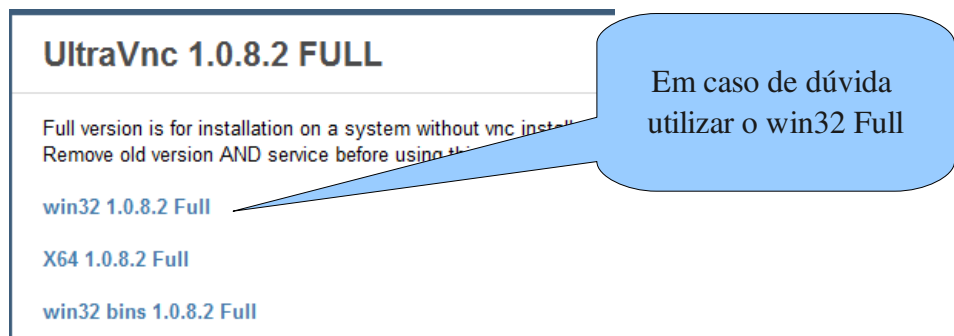 UltraVnc 1.0.8.2 FULL
Em caso de dúvida
utilizar o win32 Full
Full version is for installation on a system without vnc
Remove old version AND service before using
win32 1.0.8.2 Full
X64 1.0.8.2 Full
win32 bins 1.0.8.2 Full